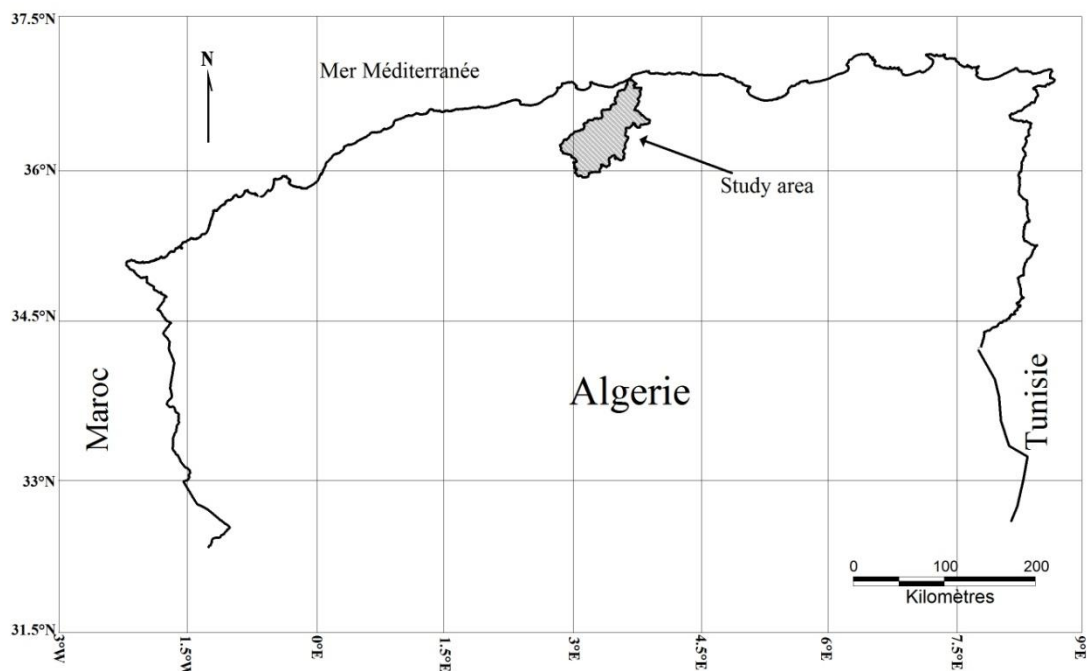 37.5°N
N
Mer Méditerranée
36°N
Study area
34.5°N
Maroc
Algerie
Tunisie
33°N
0 100 200
Kilomètres
31.5°N
3°W 1.5°W 0°E 1.5°E 3°E 4.5°E 6°E 7.5°E 9°E